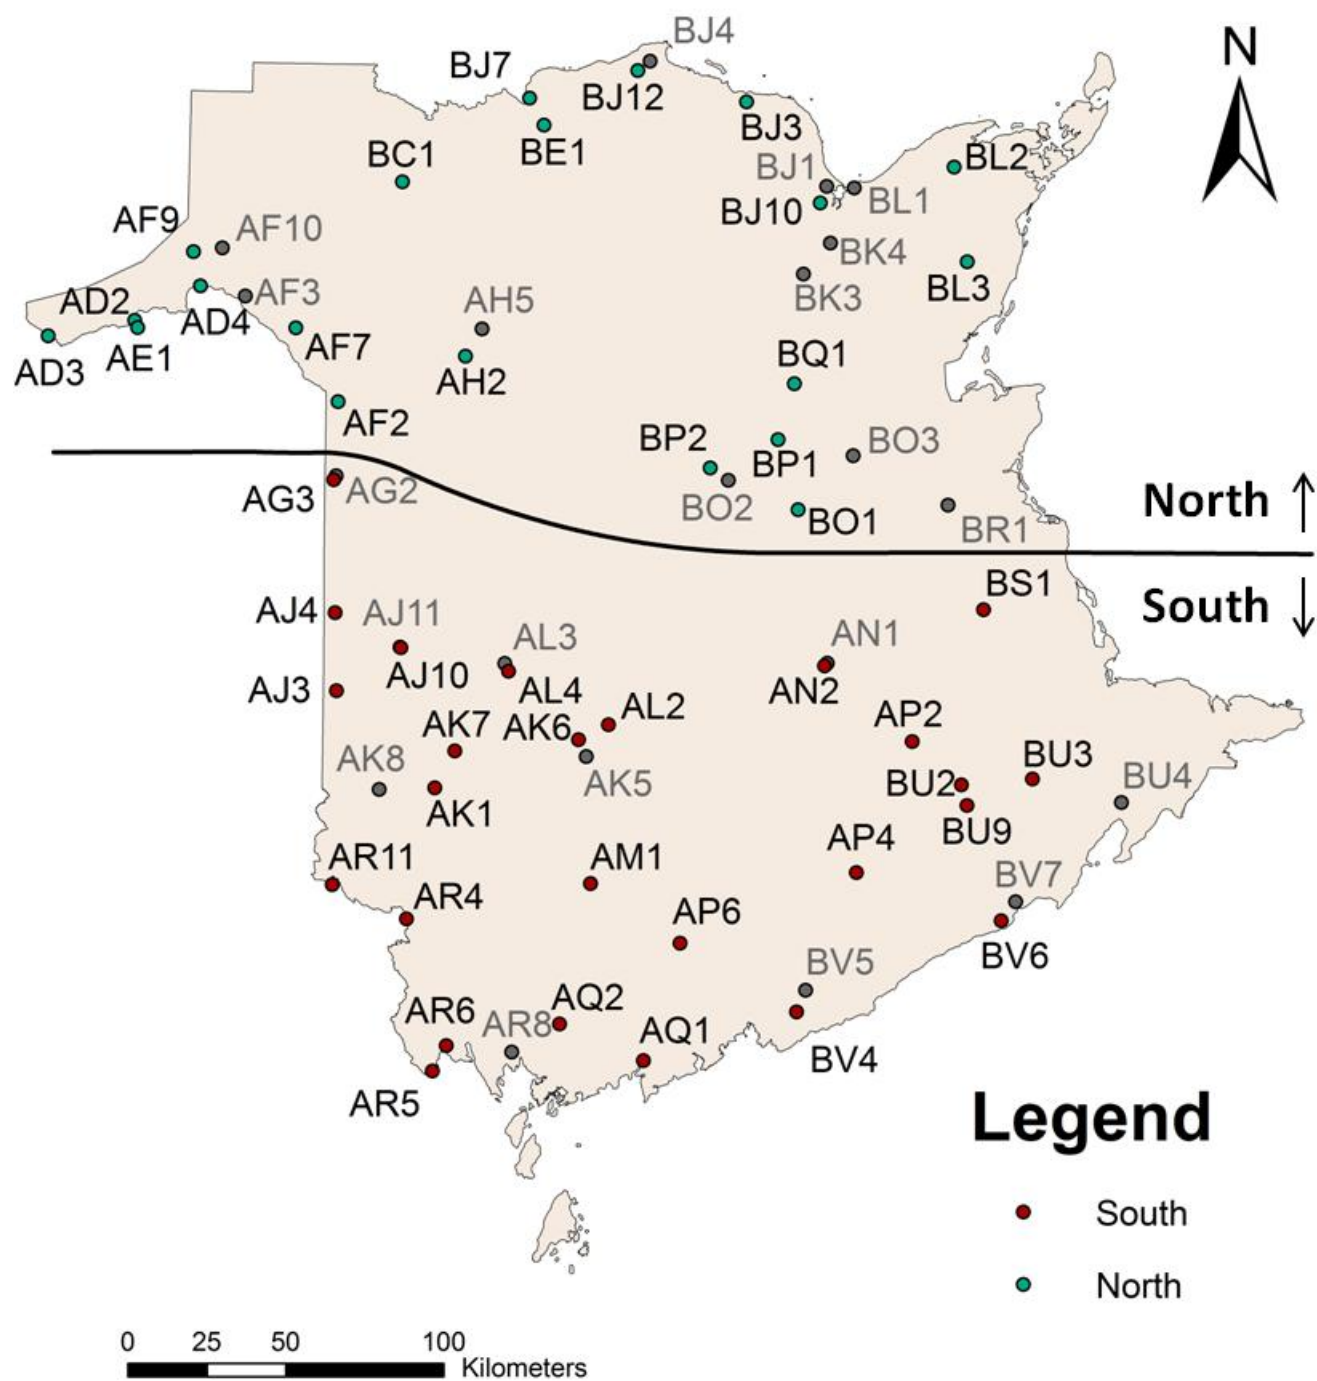 BJ4
N
BJ7
BJ12
BJ3
BE1
BC1
BL2
BJ1
BL1
BJ10
AF9
AF10
BK4
BL3
BK3
AD2
AF3
AH5
AD4
AF7
AE1
AD3
BQ1
AH2
AF2
BP2
BO3
BP1
AG3
AG2
BO2
BO1
BR1
North
BS1
South
AJ4
AJ11
AL3
AN1
AJ10
AJ3
AL4
AN2
AL2
AK7
AK6
AP2
AK8
AK5
BU2
BU3
BU4
AK1
BU9
AR11
AM1
AP4
BV7
AR4
AP6
BV6
BV5
AR6
AR8
AQ2
AQ1
BV4
AR5
Legend
South
North
0 25 50 100
Kilometers